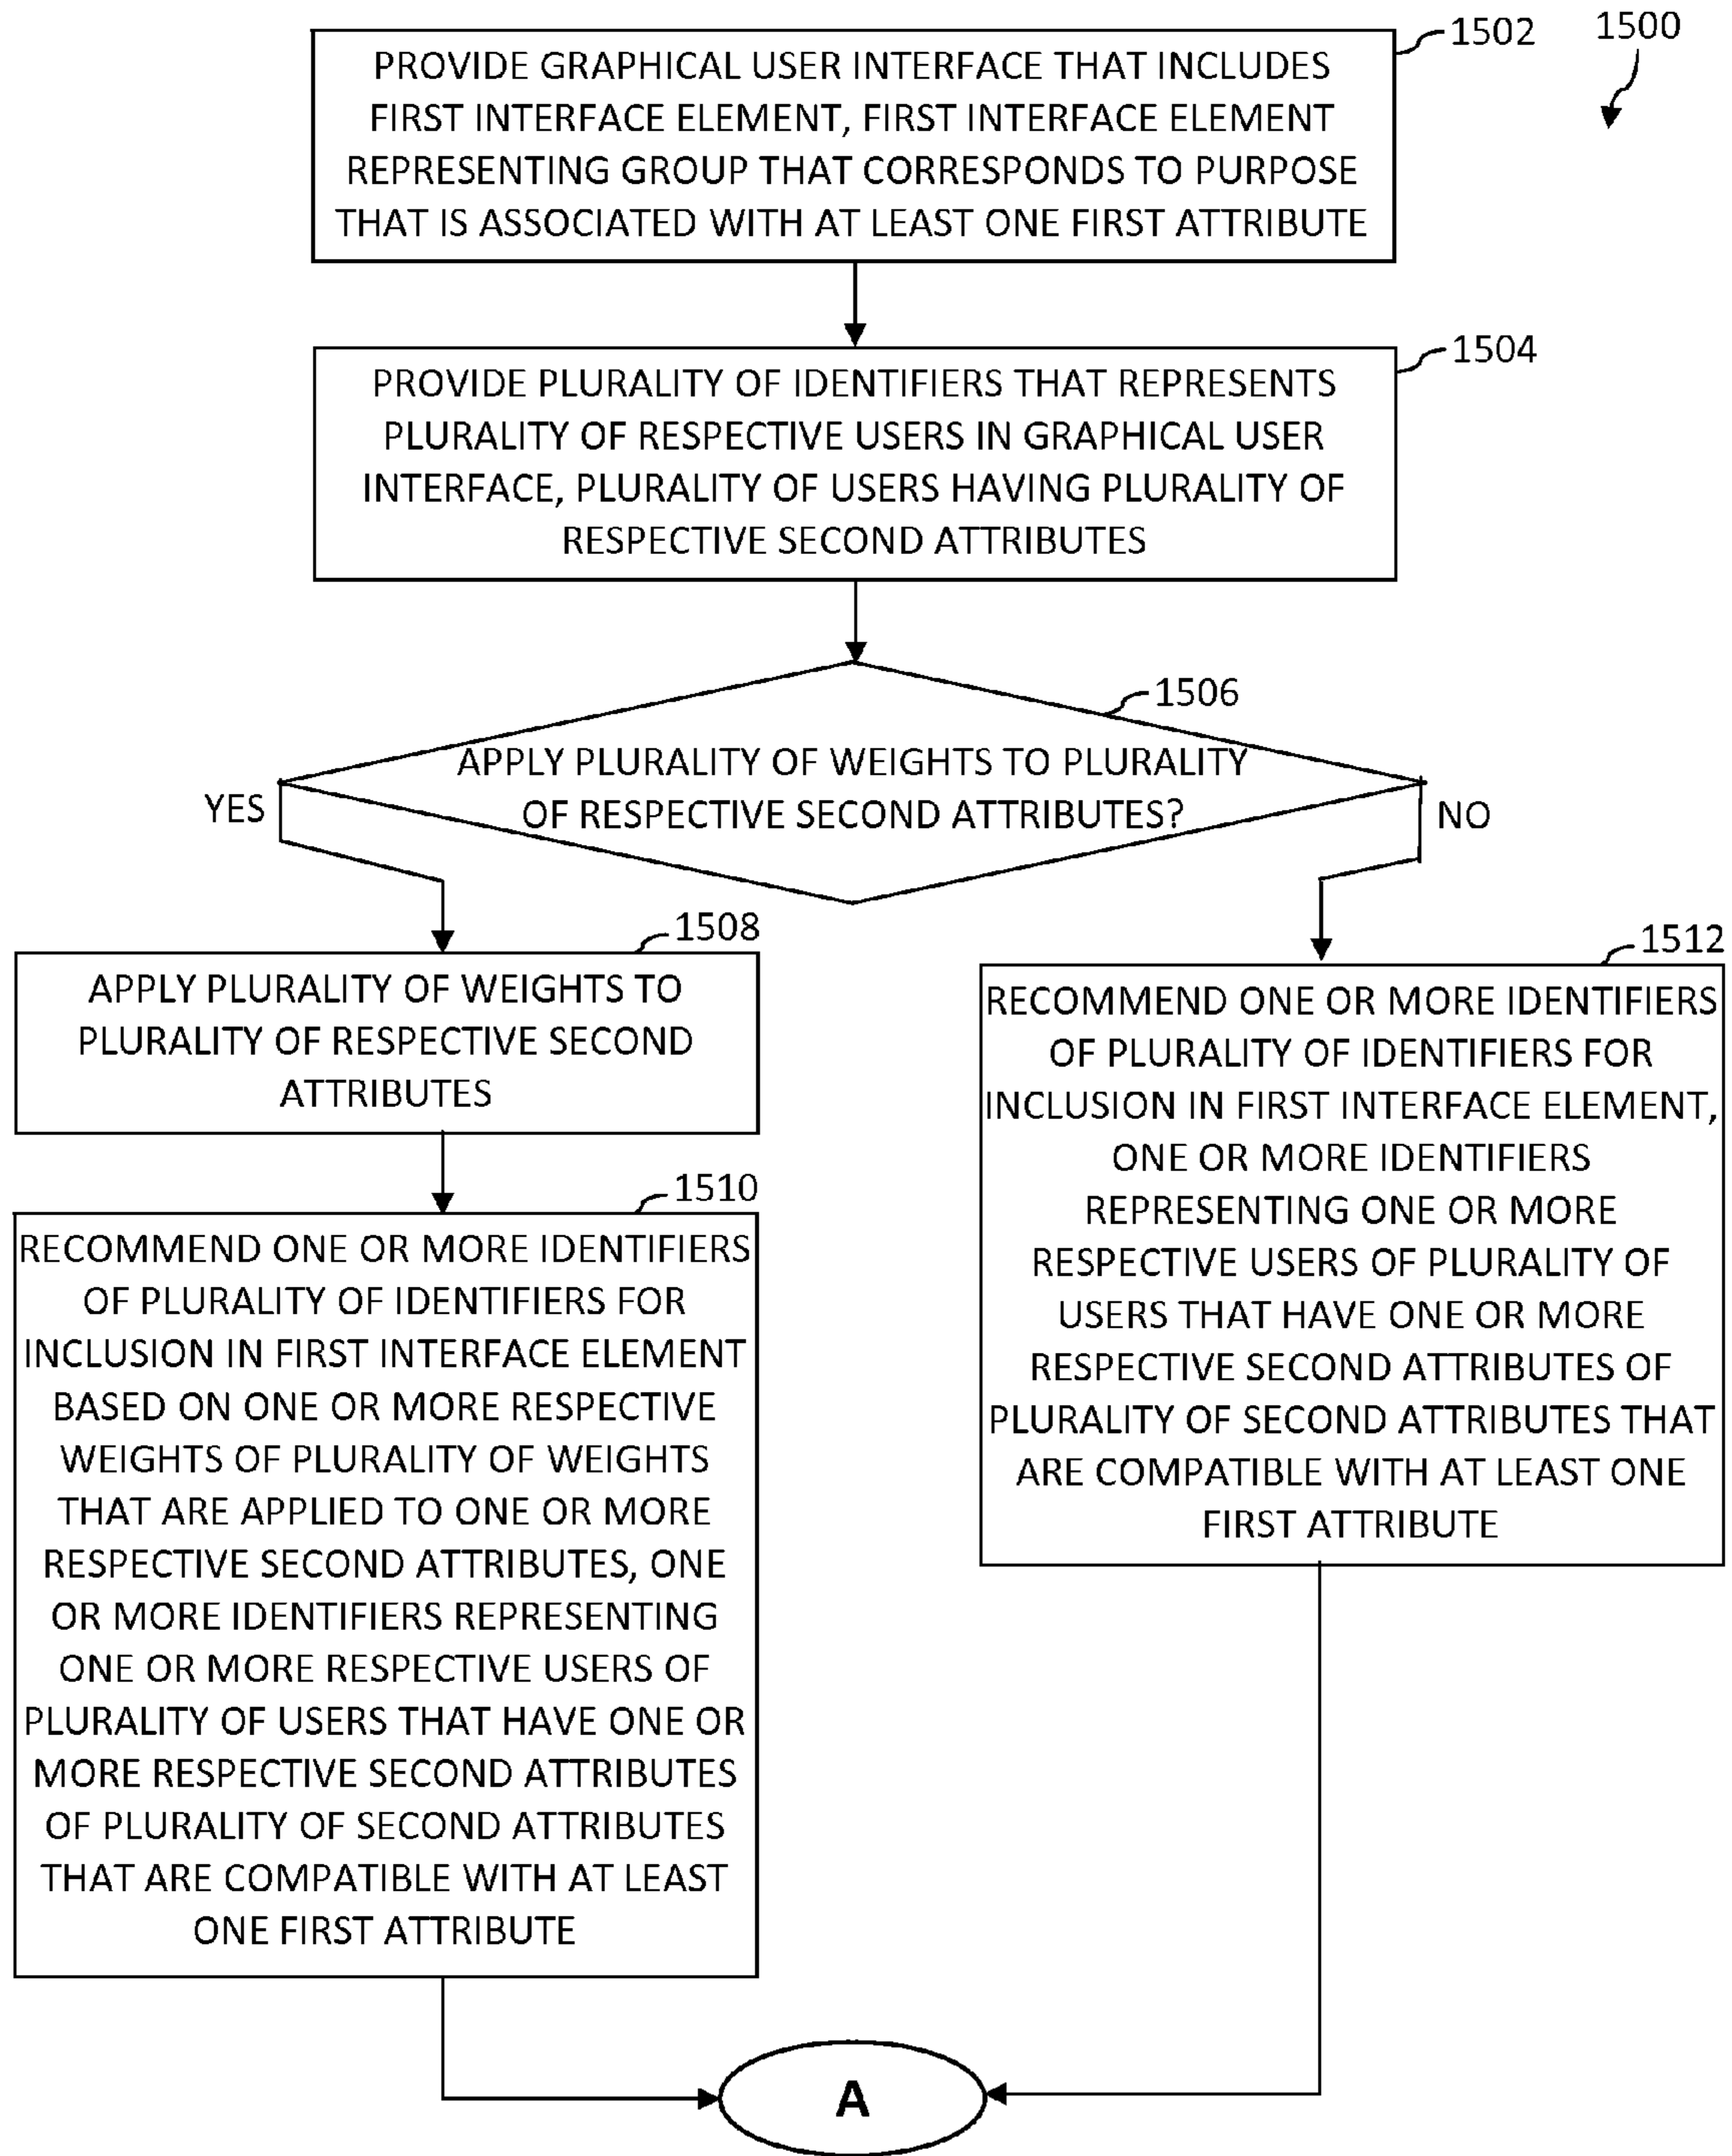 1502
1500
PROVIDE GRAPHICAL USER INTERFACE THAT INCLUDES
FIRST INTERFACE ELEMENT, FIRST INTERFACE ELEMENT
REPRESENTING GROUP THAT CORRESPONDS TO PURPOSE
THAT IS ASSOCIATED WITH AT LEAST ONE FIRST ATTRIBUTE
1504
PROVIDE PLURALITY OF IDENTIFIERS THAT REPRESENTS
PLURALITY OF RESPECTIVE USERS IN GRAPHICAL USER
INTERFACE, PLURALITY OF USERS HAVING PLURALITY OF
RESPECTIVE SECOND ATTRIBUTES
1506
APPLY PLURALITY OF WEIGHTS TO PLURALITY
OF RESPECTIVE SECOND ATTRIBUTES?
YES
NO
1508
APPLY PLURALITY OF WEIGHTS TO
PLURALITY OF RESPECTIVE SECOND
ATTRIBUTES
1510
RECOMMEND ONE OR MORE IDENTIFIERS
OF PLURALITY OF IDENTIFIERS FOR
INCLUSION IN FIRST INTERFACE ELEMENT
BASED ON ONE OR MORE RESPECTIVE
WEIGHTS OF PLURALITY OF WEIGHTS
THAT ARE APPLIED TO ONE OR MORE
RESPECTIVE SECOND ATTRIBUTES, ONE
OR MORE IDENTIFIERS REPRESENTING
ONE OR MORE RESPECTIVE USERS OF
PLURALITY OF USERS THAT HAVE ONE OR
MORE RESPECTIVE SECOND ATTRIBUTES
OF PLURALITY OF SECOND ATTRIBUTES
THAT ARE COMPATIBLE WITH AT LEAST
ONE FIRST ATTRIBUTE
1512
RECOMMEND ONE OR MORE IDENTIFIERS
OF PLURALITY OF IDENTIFIERS FOR
INCLUSION IN FIRST INTERFACE ELEMENT,
ONE OR MORE IDENTIFIERS
REPRESENTING ONE OR MORE
RESPECTIVE USERS OF PLURALITY OF
USERS THAT HAVE ONE OR MORE
RESPECTIVE SECOND ATTRIBUTES OF
PLURALITY OF SECOND ATTRIBUTES THAT
ARE COMPATIBLE WITH AT LEAST ONE
FIRST ATTRIBUTE
A